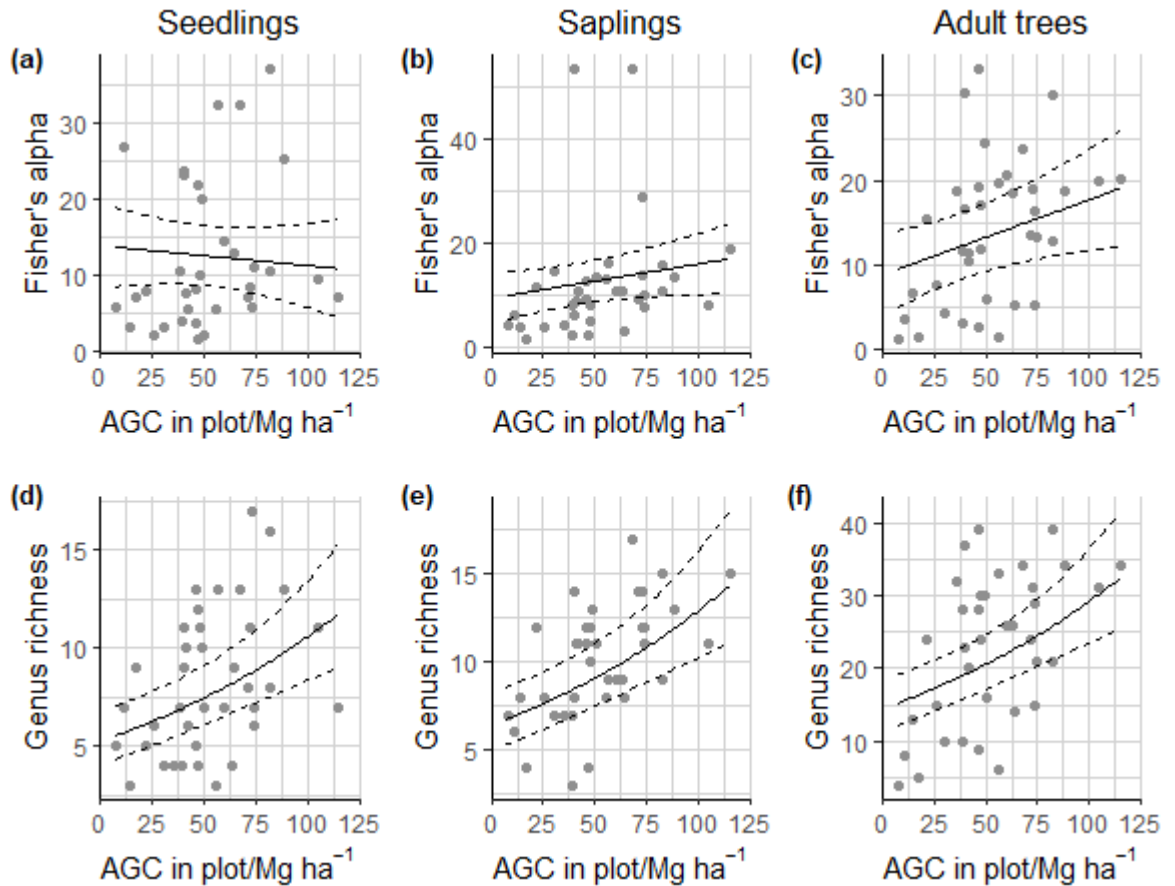 Seedlings Saplings Adult trees
(a) (b) (c)
Fisher's alpha
30
20
10
0
0 25 50 75 100 125
AGC in plot/Mg ha⁻¹
Fisher's alpha
40
20
0
0 25 50 75 100 125
AGC in plot/Mg ha⁻¹
Fisher's alpha
30
20
10
0
0 25 50 75 100 125
AGC in plot/Mg ha⁻¹
(d) (e) (f)
Genus richness
15
10
5
0 25 50 75 100 125
AGC in plot/Mg ha⁻¹
Genus richness
15
10
5
0 25 50 75 100 125
AGC in plot/Mg ha⁻¹
Genus richness
40
30
20
10
0 25 50 75 100 125
AGC in plot/Mg ha⁻¹